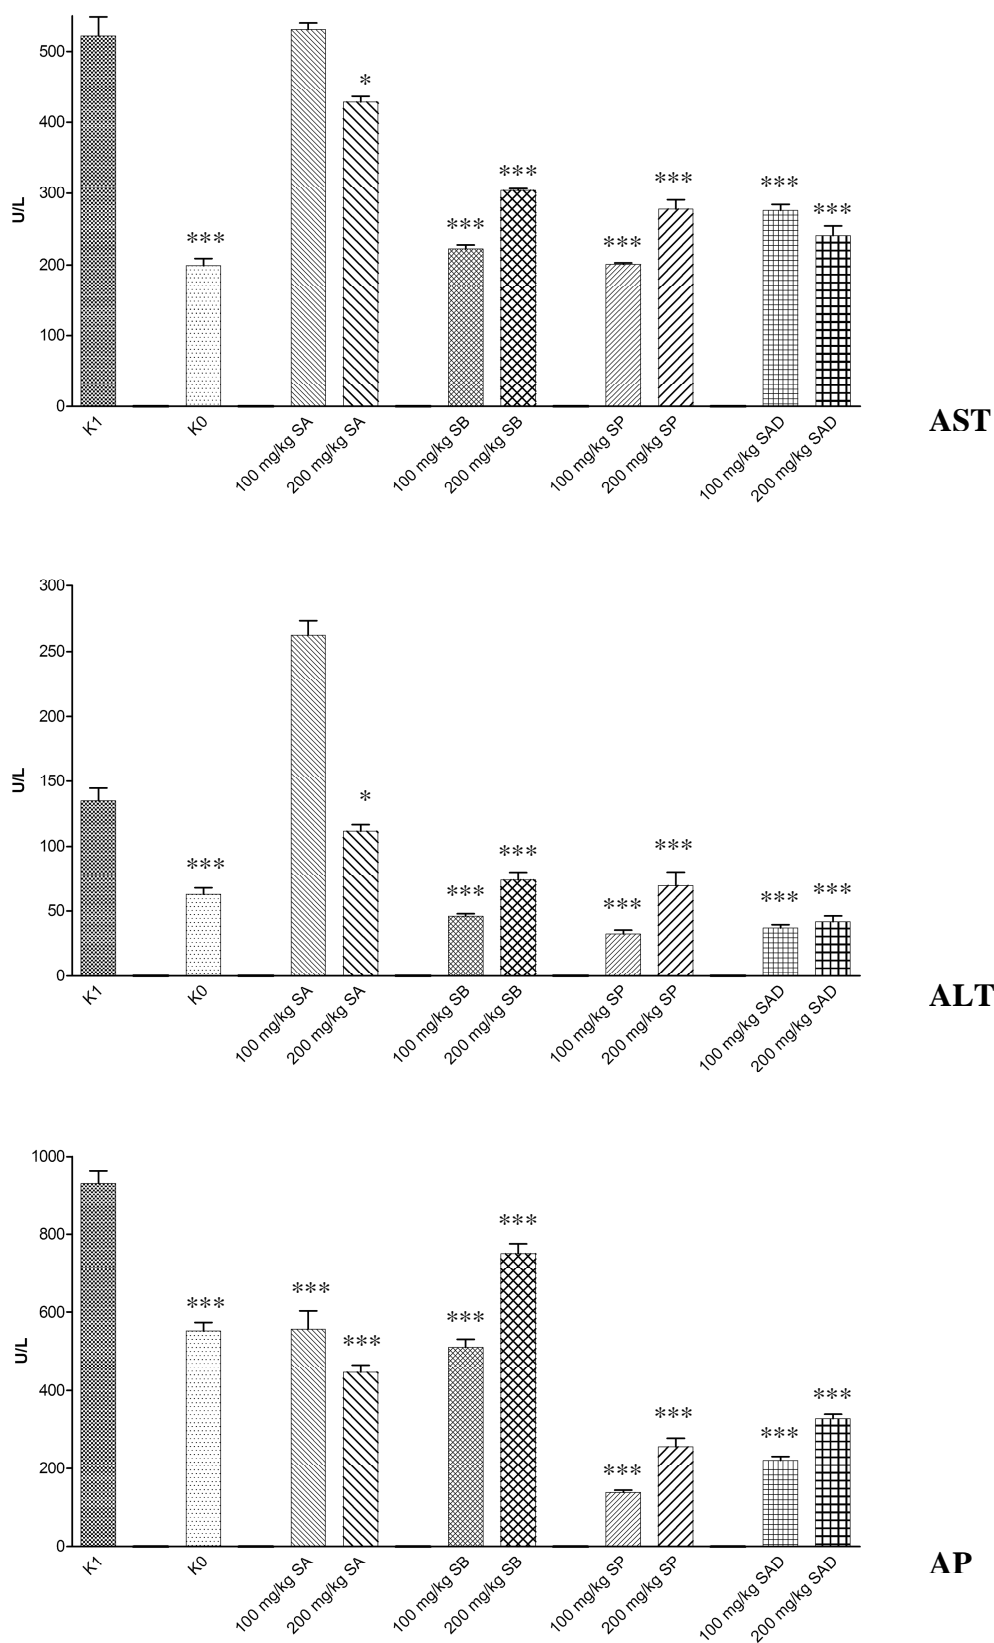 500
400
300
200
100
0
U/L
***
*
***
***
***
***
***
***
K1
K0
100 mg/kg SA
200 mg/kg SA
100 mg/kg SB
200 mg/kg SB
100 mg/kg SP
200 mg/kg SP
100 mg/kg SAD
200 mg/kg SAD
AST
300
250
200
150
100
50
0
U/L
***
*
***
***
***
***
***
***
K1
K0
100 mg/kg SA
200 mg/kg SA
100 mg/kg SB
200 mg/kg SB
100 mg/kg SP
200 mg/kg SP
100 mg/kg SAD
200 mg/kg SAD
ALT
1000
800
600
400
200
0
U/L
***
***
***
***
***
***
***
***
***
K1
K0
100 mg/kg SA
200 mg/kg SA
100 mg/kg SB
200 mg/kg SB
100 mg/kg SP
200 mg/kg SP
100 mg/kg SAD
200 mg/kg SAD
AP